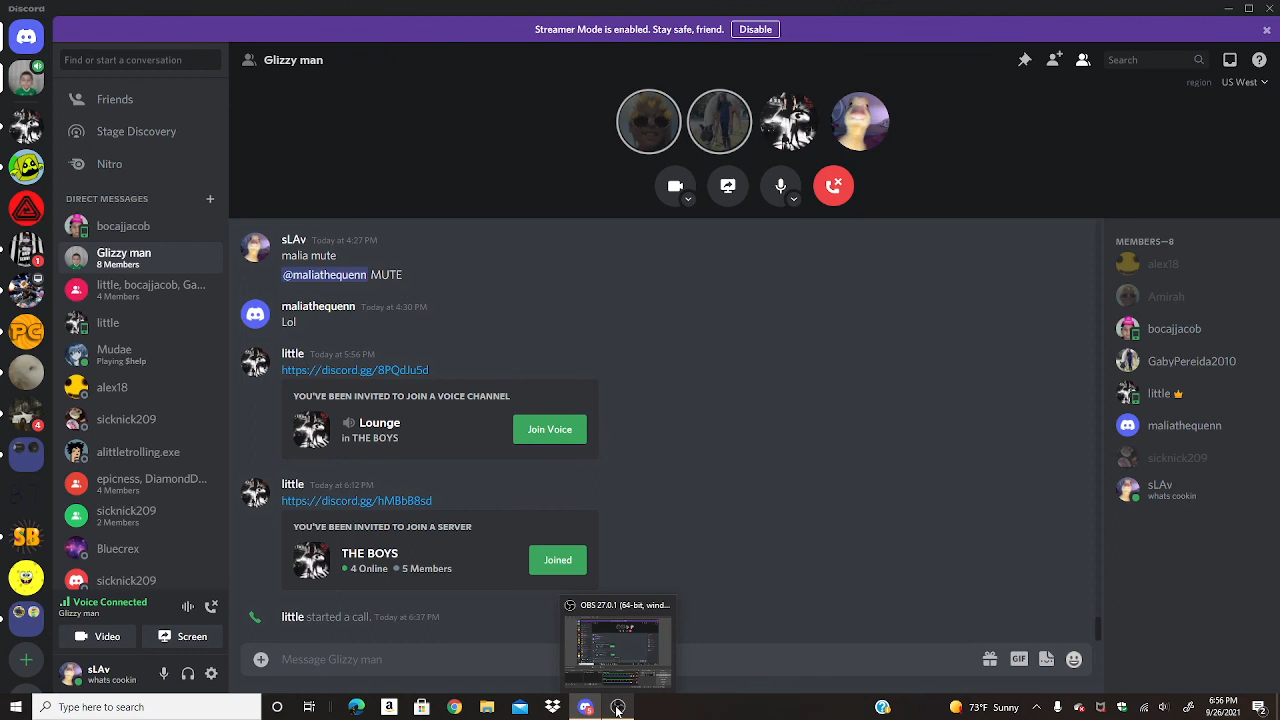 Discord
Streamer Mode is enabled. Stay safe, friend. Disable
Find or start a conversation
Glizzy man
Search
region US West
Friends
Stage Discovery
Nitro
DIRECT MESSAGES
bocajjacob
Glizzy man
8 Members
little, bocajjacob, Ga...
4 Members
little
Mudae
Playing $help
alex18
sicknick209
alittletrolling.exe
epicness, DiamondD...
4 Members
sicknick209
2 Members
Bluecrex
sicknick209
Voice Connected
Glizzy man
Video
Screen
sLAv
whats cookin
1
4
PC
SB
sLAv Today at 4:27 PM
malia mute
@maliathequenn MUTE
maliathequenn Today at 4:30 PM
Lol
little Today at 5:56 PM
https://discord.gg/8PQdJu5d
YOU'VE BEEN INVITED TO JOIN A VOICE CHANNEL
Lounge
in THE BOYS
Join Voice
little Today at 6:12 PM
https://discord.gg/hMBbB8sd
YOU'VE BEEN INVITED TO JOIN A SERVER
THE BOYS
4 Online 5 Members
Joined
little started a call. Today at 6:37 PM
OBS 27.0.1 (64-bit, wind...
Message Glizzy man
GIF
MEMBERS—8
alex18
Amirah
bocajjacob
GabyPereida2010
little
maliathequenn
sicknick209
sLAv
whats cookin
Type here to search
a
5
73°F Sunny
6:56 PM
9/26/2021